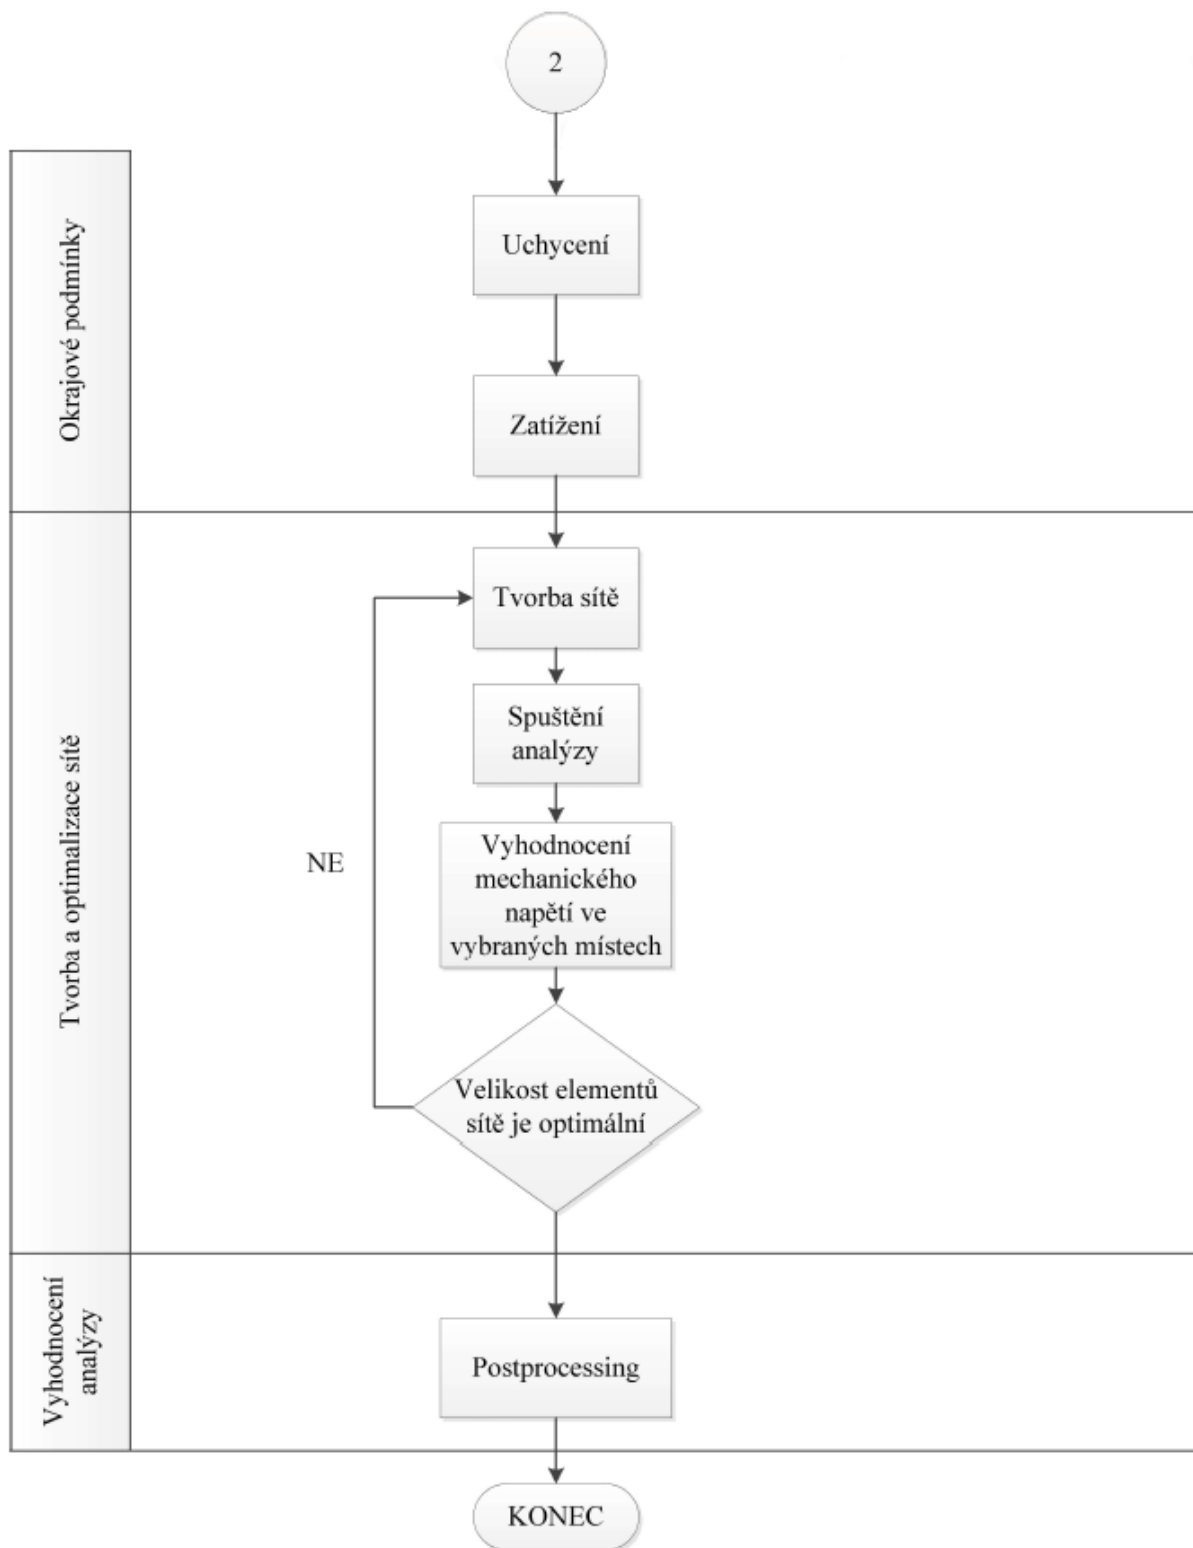 2
Okrajové podmínky
Uchycení
Zatížení
Tvorba a optimalizace sítě
Tvorba sítě
Spuštění
analýzy
Vyhodnocení
mechanického
napětí ve
vybraných místech
NE
Velikost elementů
sítě je optimální
Vyhodnocení
analýzy
Postprocessing
KONEC